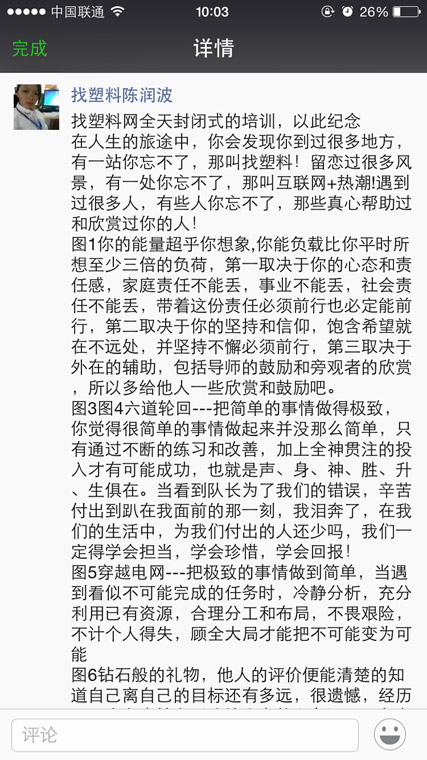 中国联通
10:03
26%
完成
详情
找塑料陈润波
找塑料网全天封闭式的培训，以此纪念
在人生的旅途中，你会发现你到过很多地方，
有一站你忘不了，那叫找塑料！留恋过很多风
景，有一处你忘不了，那叫互联网+热潮!遇到
过很多人，有些人你忘不了，那些真心帮助过
和欣赏过你的人！
图1你的能量超乎你想象,你能负载比你平时所
想至少三倍的负荷，第一取决于你的心态和责
任感，家庭责任不能丢，事业不能丢，社会责
任不能丢，带着这份责任必须前行也必定能前
行，第二取决于你的坚持和信仰，饱含希望就
在不远处，并坚持不懈必须前行，第三取决于
外在的辅助，包括导师的鼓励和旁观者的欣赏
，所以多给他人一些欣赏和鼓励吧。
图3图4六道轮回---把简单的事情做得极致，
你觉得很简单的事情做起来并没那么简单，只
有通过不断的练习和改善，加上全神贯注的投
入才有可能成功，也就是声、身、神、胜、升
、生俱在。当看到队长为了我们的错误，辛苦
付出到趴在我面前的那一刻，我泪奔了，在我
们的生活中，为我们付出的人还少吗，我们一
定得学会担当，学会珍惜，学会回报！
图5穿越电网---把极致的事情做到简单，当遇
到看似不可能完成的任务时，冷静分析，充分
利用已有资源，合理分工和布局，不畏艰险，
不计个人得失，顾全大局才能把不可能变为可
能
图6钻石般的礼物，他人的评价便能清楚的知
道自己离自己的目标还有多远，很遗憾，经历
评论